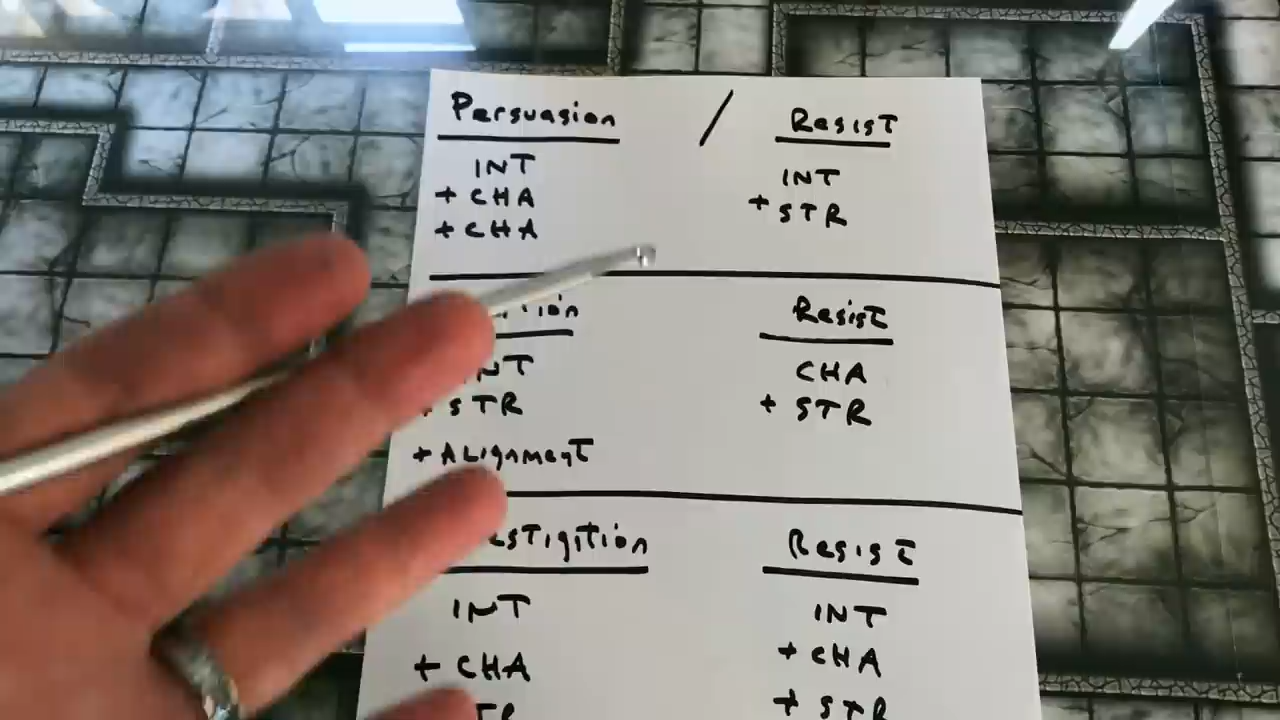 Persuasion / Resist
INT INT
+ CHA + STR
+ CHA
Resist
CHA
+ STR + STR
+ Alignment
Resist
INT INT
+ CHA + CHA
+ STR